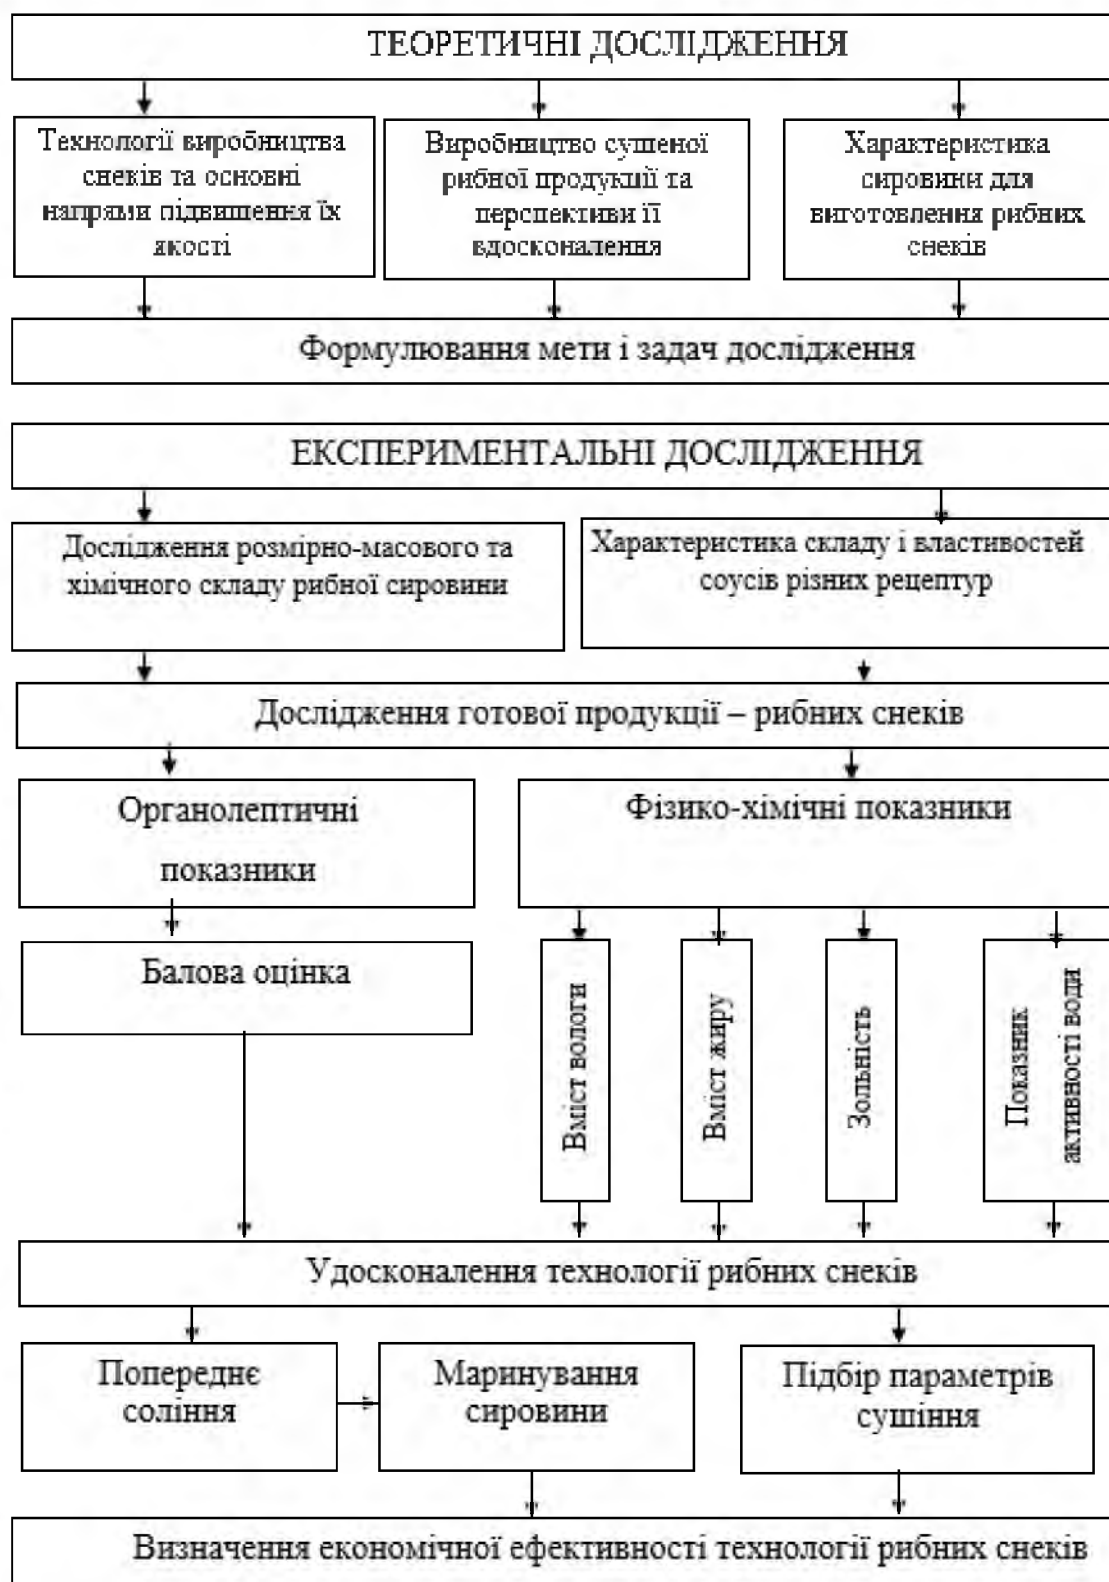 ТЕОРЕТИЧНІ ДОСЛІДЖЕННЯ
Технології виробництва
снеків та основні
напрями підвищення їх
якості
Виробництво сушеної
рибної продукції та
перспективи її
вдосконалення
Характеристика
сировини для
виготовлення рибних
снеків
Формулювання мети і задач дослідження
ЕКСПЕРИМЕНТАЛЬНІ ДОСЛІДЖЕННЯ
Дослідження розмірно-масового та
хімічного складу рибної сировини
Характеристика складу і властивостей
соусів різних рецептур
Дослідження готової продукції – рибних снеків
Органолептичні
показники
Фізико-хімічні показники
Балова оцінка
Вміст вологи
Вміст жиру
Зольність
Показник
активності води
Удосконалення технології рибних снеків
Попереднє
соління
Маринування
сировини
Підбір параметрів
сушіння
Визначення економічної ефективності технології рибних снеків